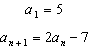 a₁ = 5
aₙ₊₁ = 2aₙ − 7